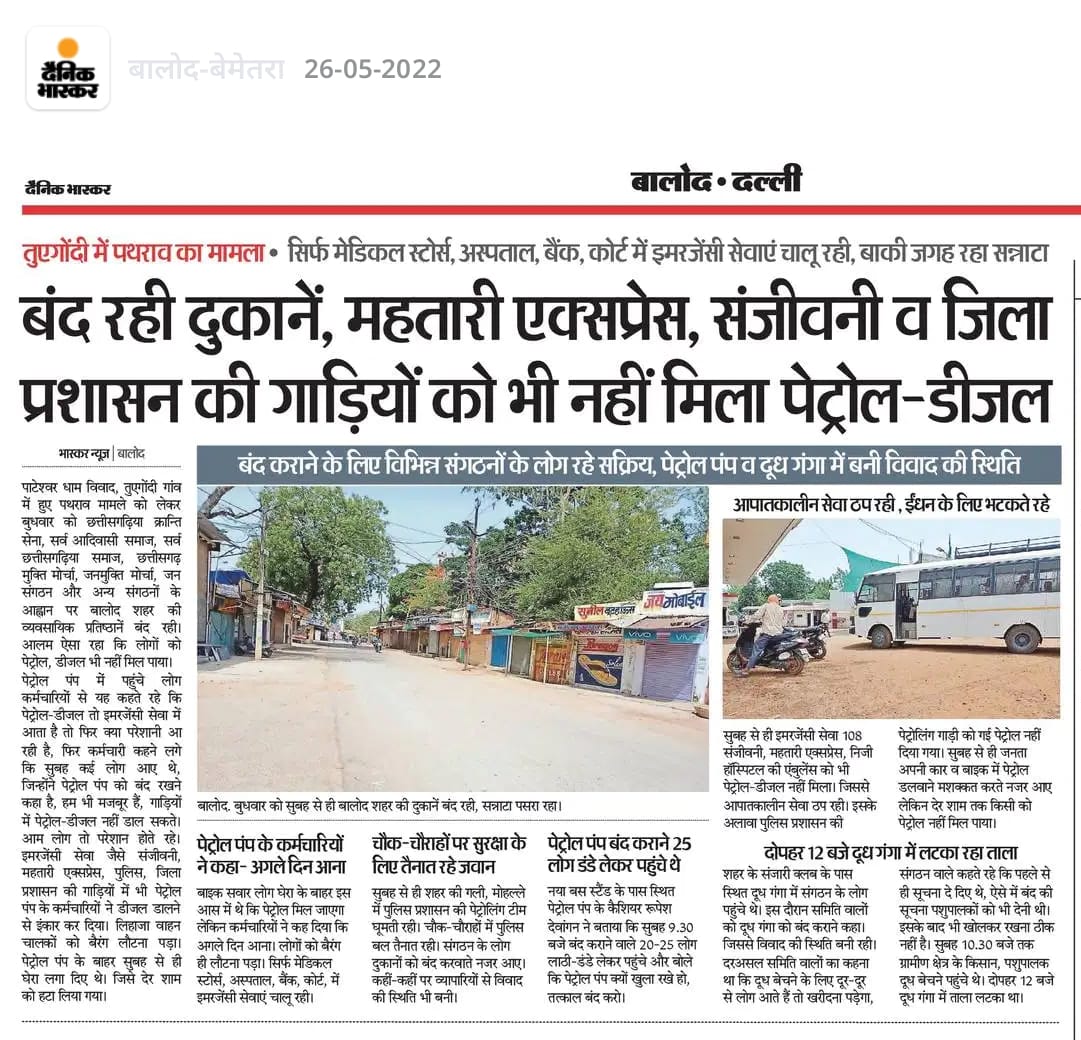 दैनिक
भास्कर
बालोद-बेमेतरा 26-05-2022
दैनिक भास्कर
बालोद • दल्ली
तुएगोंदी में पथराव का मामला • सिर्फ मेडिकल स्टोर्स, अस्पताल, बैंक, कोर्ट में इमरजेंसी सेवाएं चालू रही, बाकी जगह रहा सन्नाटा
बंद रही दुकानें, महतारी एक्सप्रेस, संजीवनी व जिला
प्रशासन की गाड़ियों को भी नहीं मिला पेट्रोल-डीजल
भास्कर न्यूज | बालोद
पाटेश्वर धाम विवाद, तुएगोंदी गांव
में हुए पथराव मामले को लेकर
बुधवार को छत्तीसगढ़िया क्रान्ति
सेना, सर्व आदिवासी समाज, सर्व
छत्तीसगढ़िया समाज, छत्तीसगढ़
मुक्ति मोर्चा, जनमुक्ति मोर्चा, जन
संगठन और अन्य संगठनों के
आह्वान पर बालोद शहर की
व्यवसायिक प्रतिष्ठानें बंद रही।
आलम ऐसा रहा कि लोगों को
पेट्रोल, डीजल भी नहीं मिल पाया।
पेट्रोल पंप में पहुंचे लोग
कर्मचारियों से यह कहते रहे कि
पेट्रोल-डीजल तो इमरजेंसी सेवा में
आता है तो फिर क्या परेशानी आ
रही है, फिर कर्मचारी कहने लगे
कि सुबह कई लोग आए थे,
जिन्होंने पेट्रोल पंप को बंद रखने
कहा है, हम भी मजबूर हैं, गाड़ियों
में पेट्रोल-डीजल नहीं डाल सकते।
आम लोग तो परेशान होते रहे।
इमरजेंसी सेवा जैसे संजीवनी,
महतारी एक्सप्रेस, पुलिस, जिला
प्रशासन की गाड़ियों में भी पेट्रोल
पंप के कर्मचारियों ने डीजल डालने
से इंकार कर दिया। लिहाजा वाहन
चालकों को बैरंग लौटना पड़ा।
पेट्रोल पंप के बाहर सुबह से ही
घेरा लगा दिए थे। जिसे देर शाम
को हटा लिया गया।
बंद कराने के लिए विभिन्न संगठनों के लोग रहे सक्रिय, पेट्रोल पंप व दूध गंगा में बनी विवाद की स्थिति
सुनील बूटहाऊस
जय मोबाईल
vivo
vivo
बालोद. बुधवार को सुबह से ही बालोद शहर की दुकानें बंद रही, सन्नाटा पसरा रहा।
पेट्रोल पंप के कर्मचारियों
ने कहा- अगले दिन आना
बाइक सवार लोग घेरा के बाहर इस
आस में थे कि पेट्रोल मिल जाएगा
लेकिन कर्मचारियों ने कह दिया कि
अगले दिन आना। लोगों को बैरंग
ही लौटना पड़ा। सिर्फ मेडिकल
स्टोर्स, अस्पताल, बैंक, कोर्ट, में
इमरजेंसी सेवाएं चालू रही।
चौक-चौराहों पर सुरक्षा के
लिए तैनात रहे जवान
सुबह से ही शहर की गली, मोहल्ले
में पुलिस प्रशासन की पेट्रोलिंग टीम
घूमती रही। चौक-चौराहों में पुलिस
बल तैनात रही। संगठन के लोग
दुकानों को बंद करवाते नजर आए।
कहीं-कहीं पर व्यापारियों से विवाद
की स्थिति भी बनी।
पेट्रोल पंप बंद कराने 25
लोग डंडे लेकर पहुंचे थे
नया बस स्टैंड के पास स्थित
पेट्रोल पंप के कैशियर रूपेश
देवांगन ने बताया कि सुबह 9.30
बजे बंद कराने वाले 20-25 लोग
लाठी-डंडे लेकर पहुंचे और बोले
कि पेट्रोल पंप क्यों खुला रखे हो,
तत्काल बंद करो।
आपातकालीन सेवा ठप रही , ईंधन के लिए भटकते रहे
सुबह से ही इमरजेंसी सेवा 108
संजीवनी, महतारी एक्सप्रेस, निजी
हॉस्पिटल की एंबुलेंस को भी
पेट्रोल-डीजल नहीं मिला। जिससे
आपातकालीन सेवा ठप रही। इसके
अलावा पुलिस प्रशासन की
पेट्रोलिंग गाड़ी को गई पेट्रोल नहीं
दिया गया। सुबह से ही जनता
अपनी कार व बाइक में पेट्रोल
डलवाने मशक्कत करते नजर आए
लेकिन देर शाम तक किसी को
पेट्रोल नहीं मिल पाया।
दोपहर 12 बजे दूध गंगा में लटका रहा ताला
शहर के संजारी क्लब के पास
स्थित दूध गंगा में संगठन के लोग
पहुंचे थे। इस दौरान समिति वालों
को दूध गंगा को बंद कराने कहा।
जिससे विवाद की स्थिति बनी रही।
दरअसल समिति वालों का कहना
था कि दूध बेचने के लिए दूर-दूर
से लोग आते हैं तो खरीदना पड़ेगा,
संगठन वाले कहते रहे कि पहले से
ही सूचना दे दिए थे, ऐसे में बंद की
सूचना पशुपालकों को भी देनी थी।
इसके बाद भी खोलकर रखना ठीक
नहीं है। सुबह 10.30 बजे तक
ग्रामीण क्षेत्र के किसान, पशुपालक
दूध बेचने पहुंचे थे। दोपहर 12 बजे
दूध गंगा में ताला लटका था।